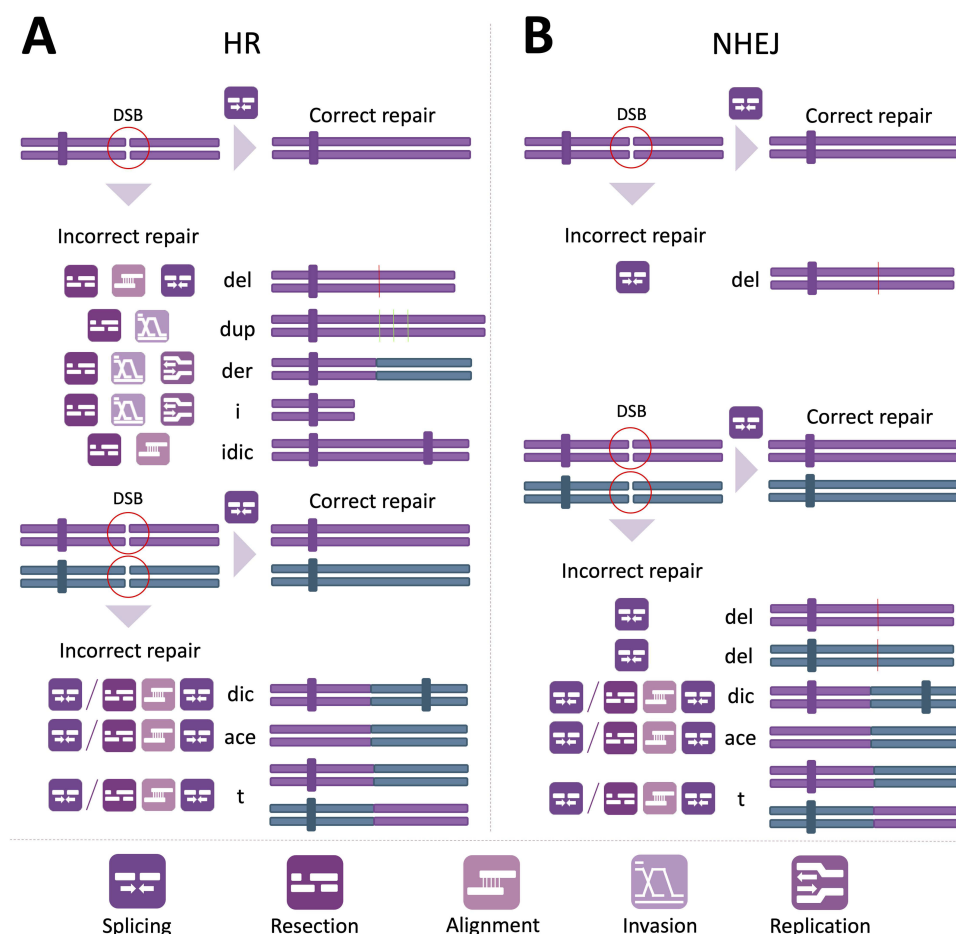 A
HR
DSB
Correct repair
Incorrect repair
del
dup
der
i
idic
DSB
Correct repair
Incorrect repair
dic
ace
t
B
NHEJ
DSB
Correct repair
Incorrect repair
del
DSB
Correct repair
Incorrect repair
del
del
dic
ace
t
Splicing
Resection
Alignment
Invasion
Replication